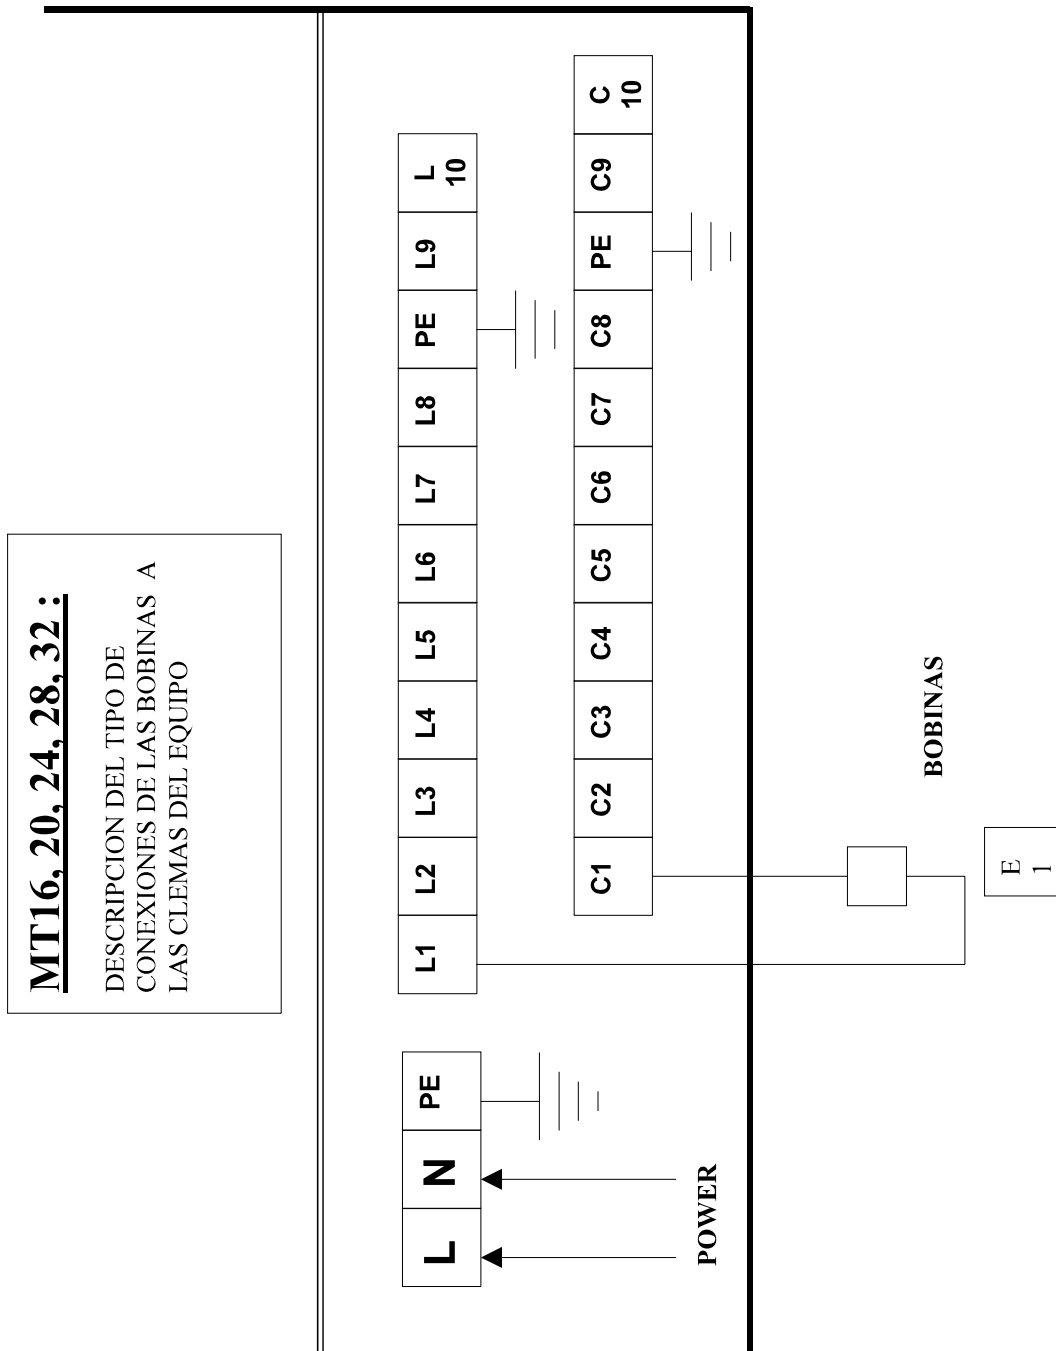 MT16, 20, 24, 28, 32 :
DESCRIPCION DEL TIPO DE
CONEXIONES DE LAS BOBINAS A
LAS CLEMAS DEL EQUIPO
L N PE
L1 L2 L3 L4 L5 L6 L7 L8 PE L9 L
10
C1 C2 C3 C4 C5 C6 C7 C8 PE C9 C
10
POWER
BOBINAS
E
1